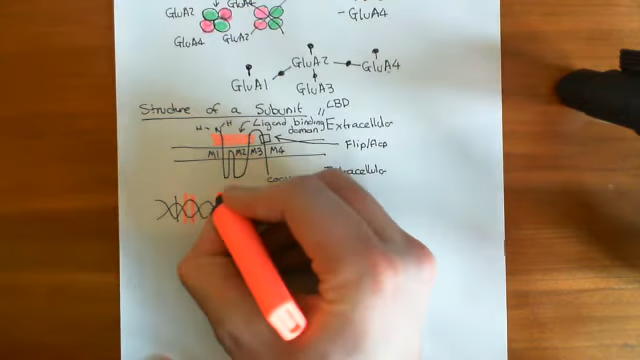 GluA2
GluA4
GluA2
GluA4
- GluA4
GluA2
GluA4
GluA1
GluA3
Structure of a Subunit
LBD
Ligand binding domain
Extracellular
Flip/flop
M1 M2 M3 M4